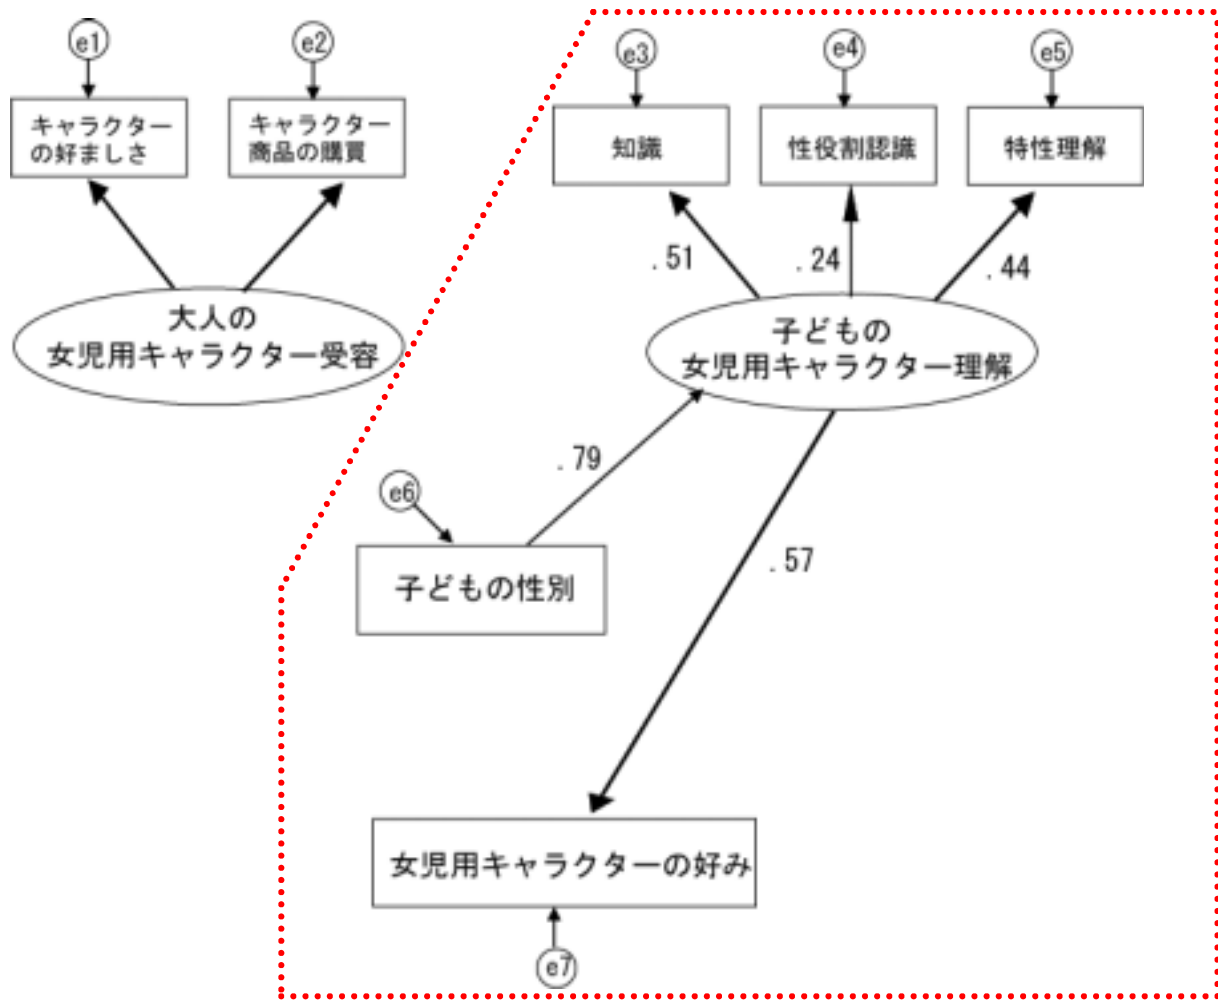 e1
e2
e3
e4
e5
キャラクター
の好ましさ
キャラクター
商品の購買
知識
性役割認識
特性理解
.51
.24
.44
大人の
女児用キャラクター受容
子どもの
女児用キャラクター理解
.79
e6
子どもの性別
.57
女児用キャラクターの好み
e7